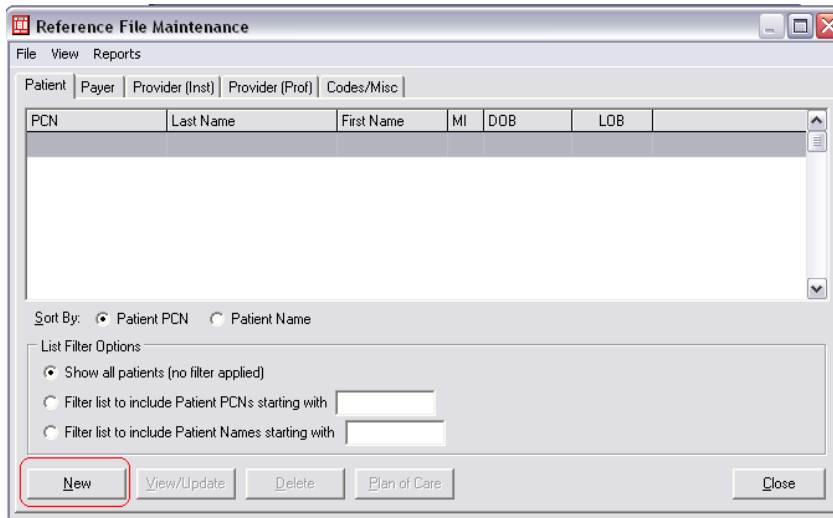 Reference File Maintenance
File View Reports
Patient Payer Provider (Inst) Provider (Prof) Codes/Misc
PCN Last Name First Name MI DOB LOB
Sort By: Patient PCN Patient Name
List Filter Options
Show all patients (no filter applied)
Filter list to include Patient PCNs starting with
Filter list to include Patient Names starting with
New View/Update Delete Plan of Care Close